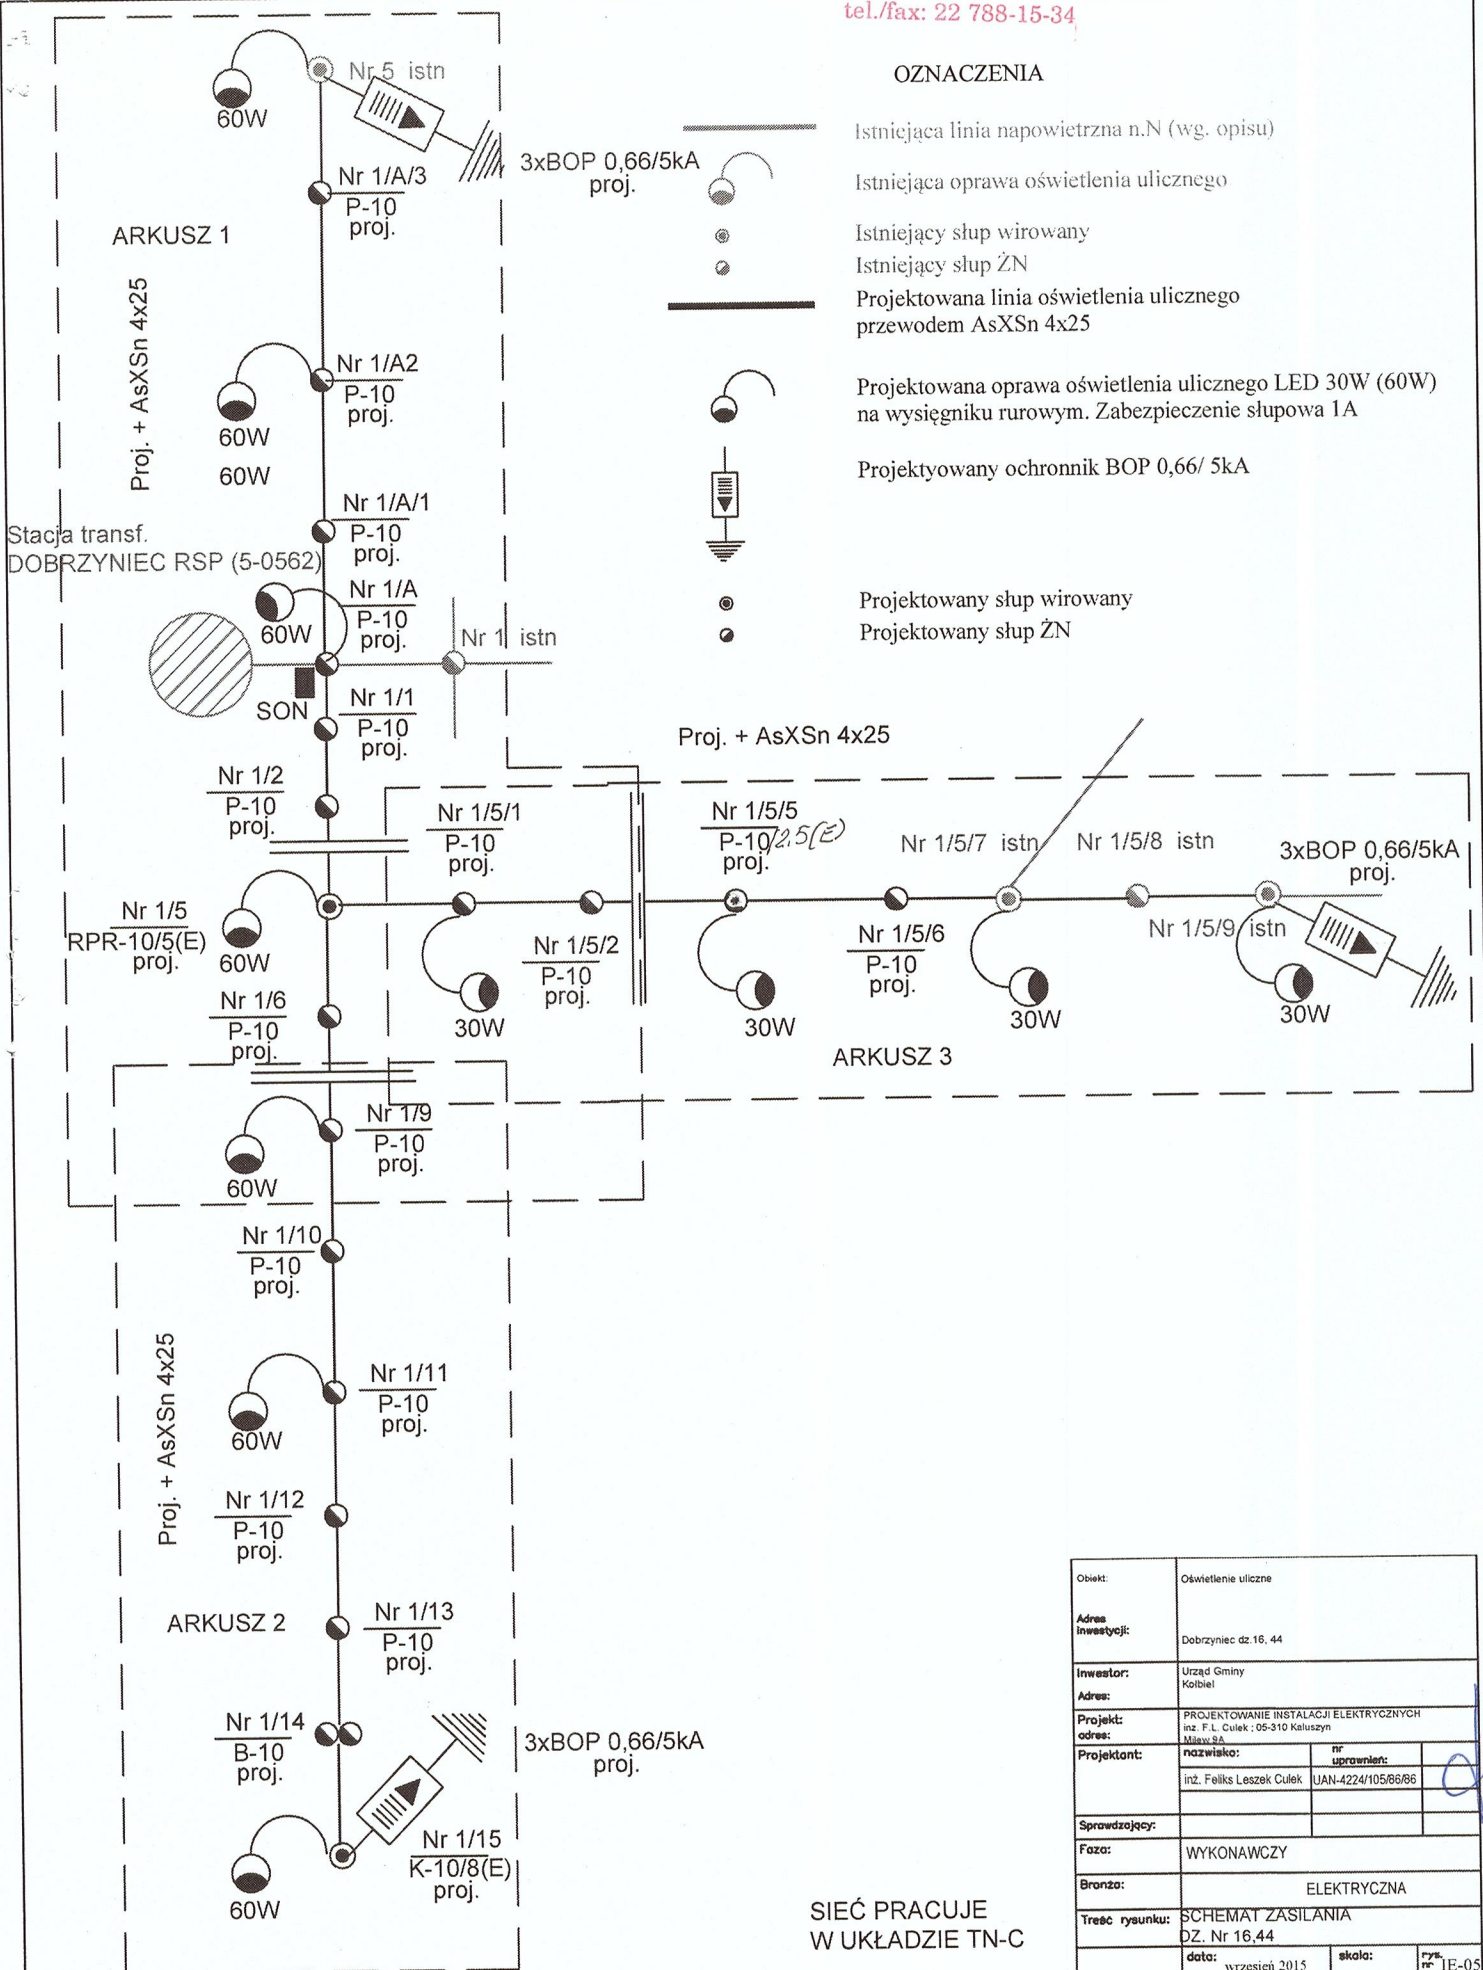 tel./fax: 22 788-15-34
OZNACZENIA
Istniejąca linia napowietrzna n.N (wg. opisu)
Istniejąca oprawa oświetlenia ulicznego
Istniejący słup wirowany
Istniejący słup ŻN
Projektowana linia oświetlenia ulicznego
przewodem AsXSn 4x25
Projektowana oprawa oświetlenia ulicznego LED 30W (60W)
na wysięgniku rurowym. Zabezpieczenie słupowa 1A
Projektyowany ochronnik BOP 0,66/ 5kA
Projektowany słup wirowany
Projektowany słup ŻN
Nr 5 istn
60W
3xBOP 0,66/5kA
proj.
Nr 1/A/3
P-10
proj.
ARKUSZ 1
Proj. + AsXSn 4x25
Nr 1/A2
P-10
proj.
60W
60W
Nr 1/A/1
P-10
proj.
Stacja transf.
DOBRZYNIEC RSP (5-0562)
Nr 1/A
P-10
proj.
60W
Nr 1 istn
SON
Nr 1/1
P-10
proj.
Nr 1/2
P-10
proj.
Proj. + AsXSn 4x25
Nr 1/5/1
P-10
proj.
Nr 1/5/5
P-10/2,5(E)
proj.
Nr 1/5/7 istn
Nr 1/5/8 istn
3xBOP 0,66/5kA
proj.
Nr 1/5
RPR-10/5(E)
proj.
60W
Nr 1/5/2
P-10
proj.
Nr 1/5/6
P-10
proj.
Nr 1/5/9 istn
30W
30W
30W
30W
Nr 1/6
P-10
proj.
ARKUSZ 3
Nr 1/9
P-10
proj.
60W
Nr 1/10
P-10
proj.
Proj. + AsXSn 4x25
Nr 1/11
P-10
proj.
60W
Nr 1/12
P-10
proj.
ARKUSZ 2
Nr 1/13
P-10
proj.
Nr 1/14
B-10
proj.
3xBOP 0,66/5kA
proj.
Nr 1/15
K-10/8(E)
proj.
60W
SIEĆ PRACUJE
W UKŁADZIE TN-C
Obiekt: Oświetlenie uliczne
Adres
inwestycji:
Dobrzyniec dz.16, 44
Inwestor: Urząd Gminy
Kołbiel
Adres:
Projekt: PROJEKTOWANIE INSTALACJI ELEKTRYCZNYCH
adres: inz. F.L. Culek ; 05-310 Kaluszyn
Milew 9A
Projektant: nazwisko: nr
uprawnień:
inż. Feliks Leszek Culek UAN-4224/105/86/86
Sprawdzający:
Faza: WYKONAWCZY
Branża: ELEKTRYCZNA
Treść rysunku: SCHEMAT ZASILANIA
DZ. Nr 16,44
data: wrzesień 2015 skala: rys. nr IE-05